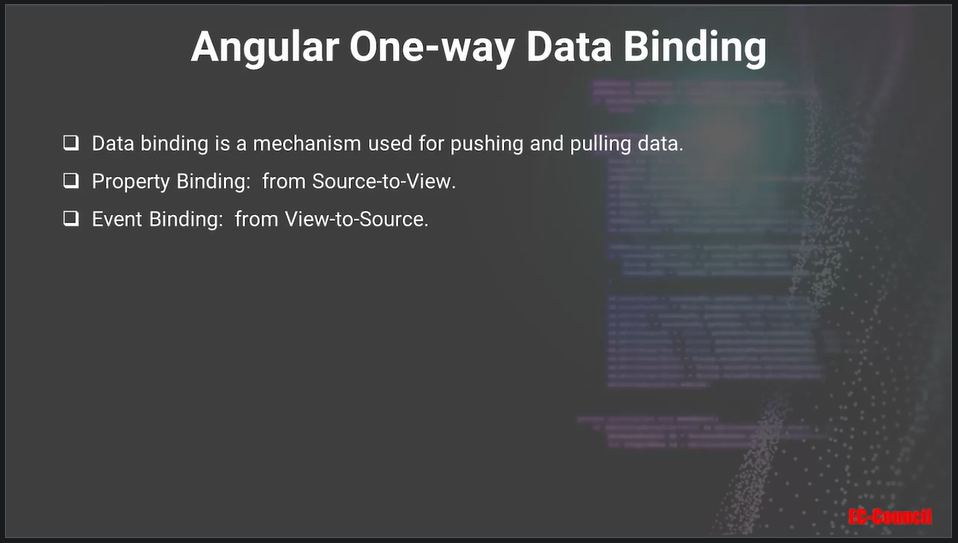 Angular One-way Data Binding
❑ Data binding is a mechanism used for pushing and pulling data.
❑ Property Binding:  from Source-to-View.
❑ Event Binding:  from View-to-Source.
EC-Council